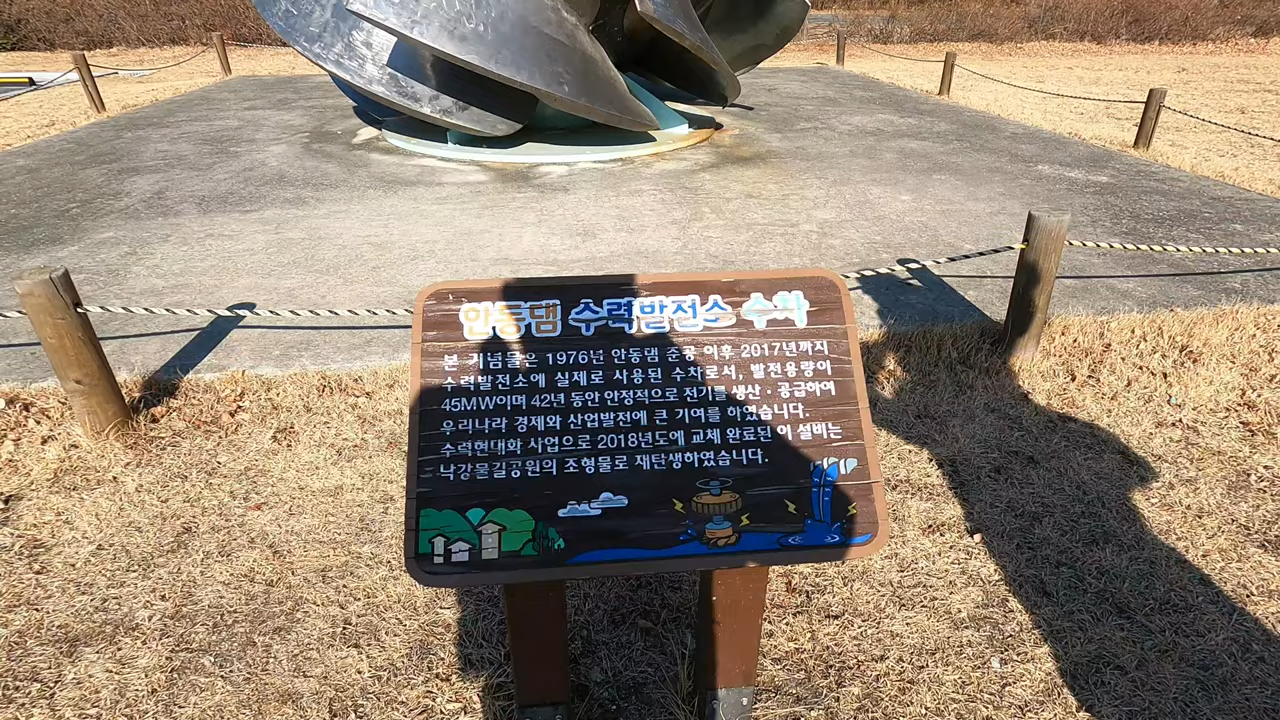 안동댐 수력발전소 수차
본 기념물은 1976년 안동댐 준공 이후 2017년까지
수력발전소에 실제로 사용된 수차로서, 발전용량이
45MW이며 42년 동안 안정적으로 전기를 생산·공급하여
우리나라 경제와 산업발전에 큰 기여를 하였습니다.
수력현대화 사업으로 2018년도에 교체 완료된 이 설비는
낙강물길공원의 조형물로 재탄생하였습니다.